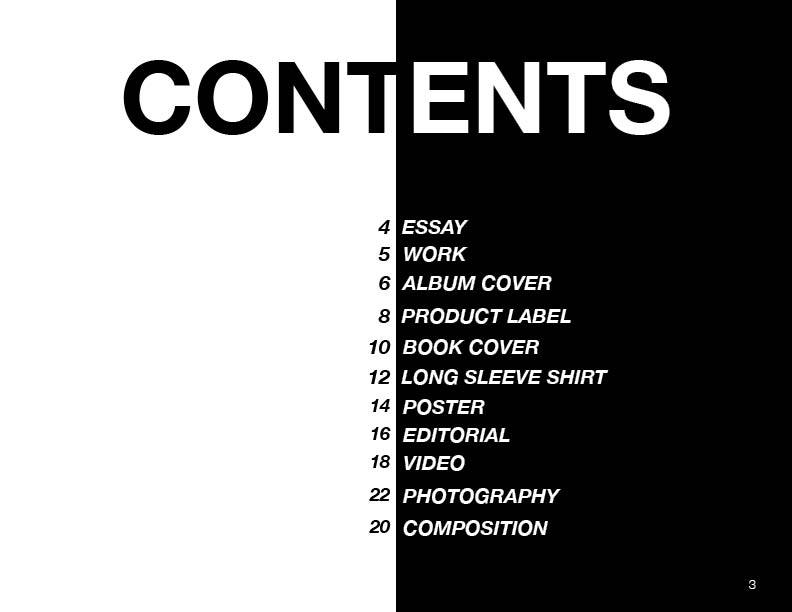 CONTENTS
4 ESSAY
5 WORK
6 ALBUM COVER
8 PRODUCT LABEL
10 BOOK COVER
12 LONG SLEEVE SHIRT
14 POSTER
16 EDITORIAL
18 VIDEO
22 PHOTOGRAPHY
20 COMPOSITION
3